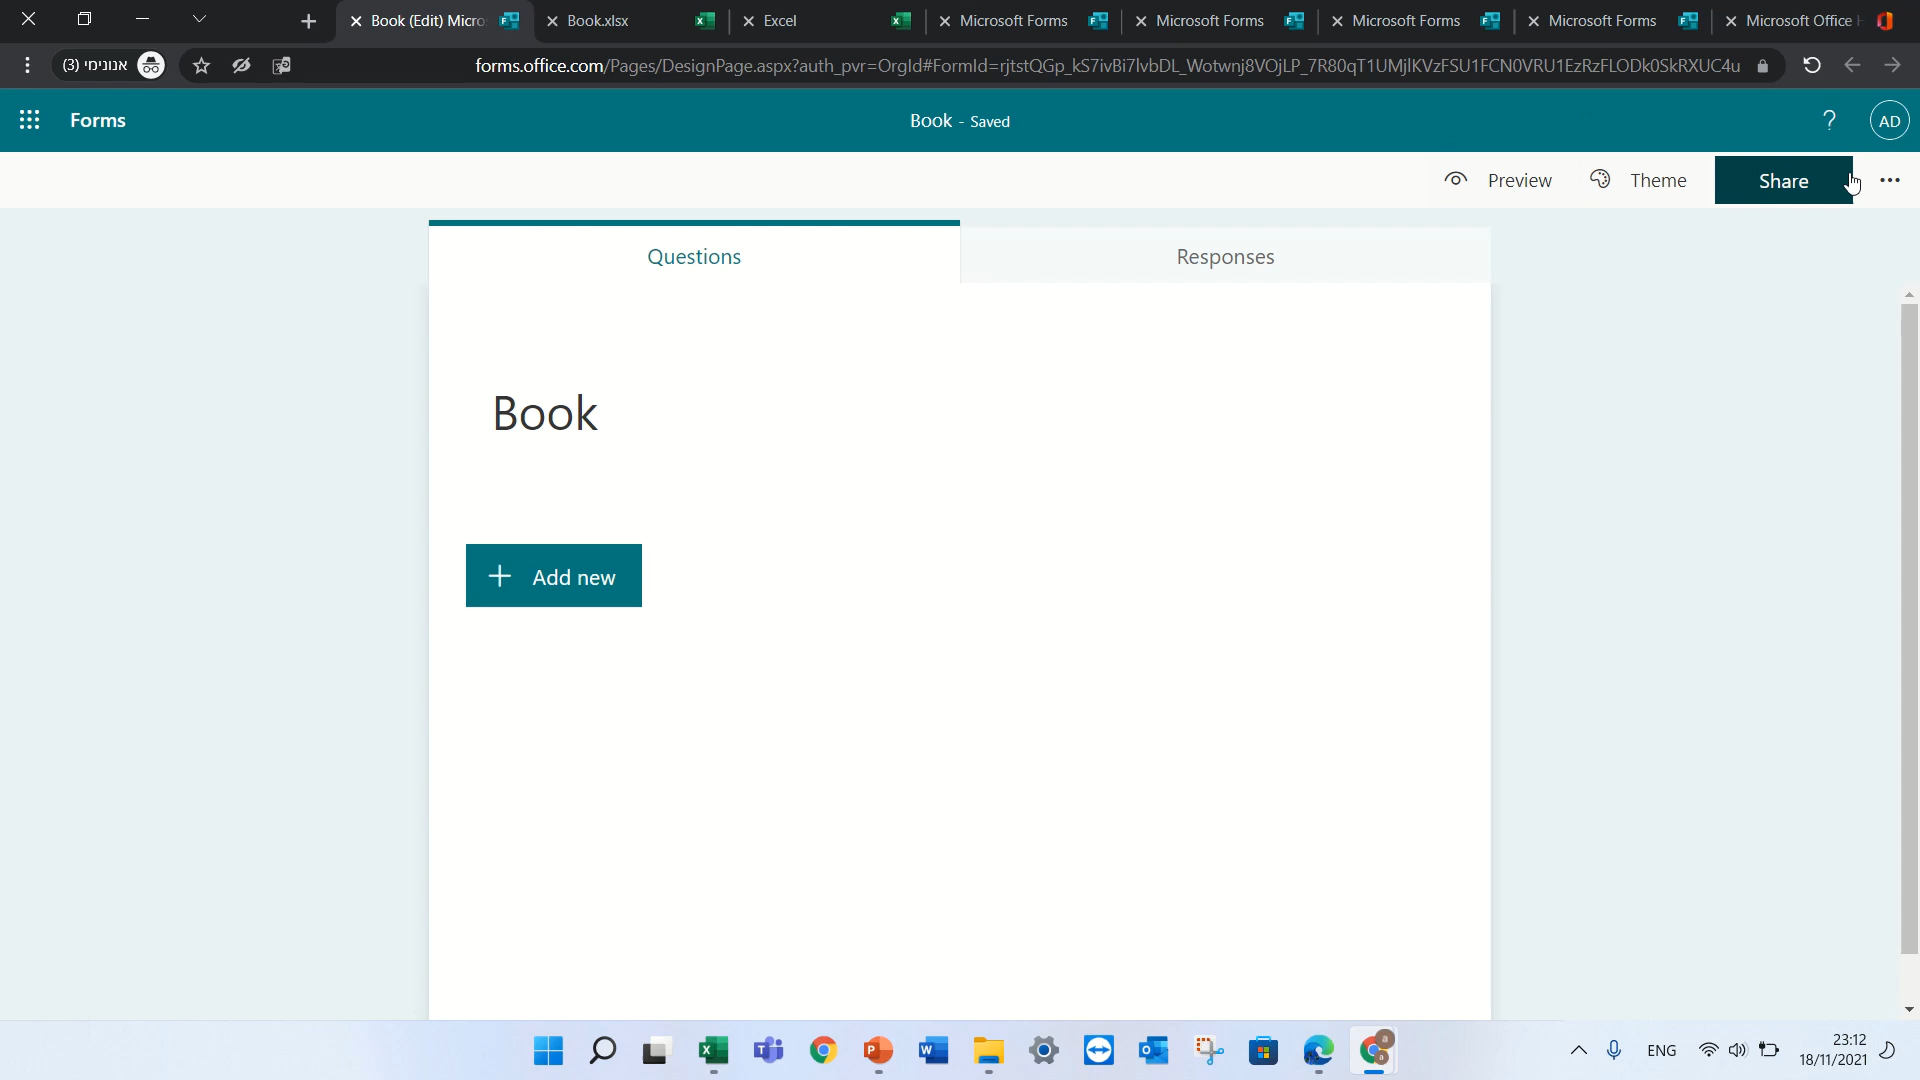 Book (Edit) Micro
Book.xlsx
Excel
Microsoft Forms
Microsoft Forms
Microsoft Forms
Microsoft Forms
Microsoft Office
אנונימי (3)
forms.office.com/Pages/DesignPage.aspx?auth_pvr=OrgId#FormId=rjtstQGp_kS7ivBi7lvbDL_Wotwnj8VOjLP_7R80qT1UMjlKVzFSU1FCN0VRU1EzRzFLODk0SkRXUC4u
Forms
Book - Saved
?
AD
Preview
Theme
Share
Questions
Responses
Book
Add new
ENG
23:12
18/11/2021